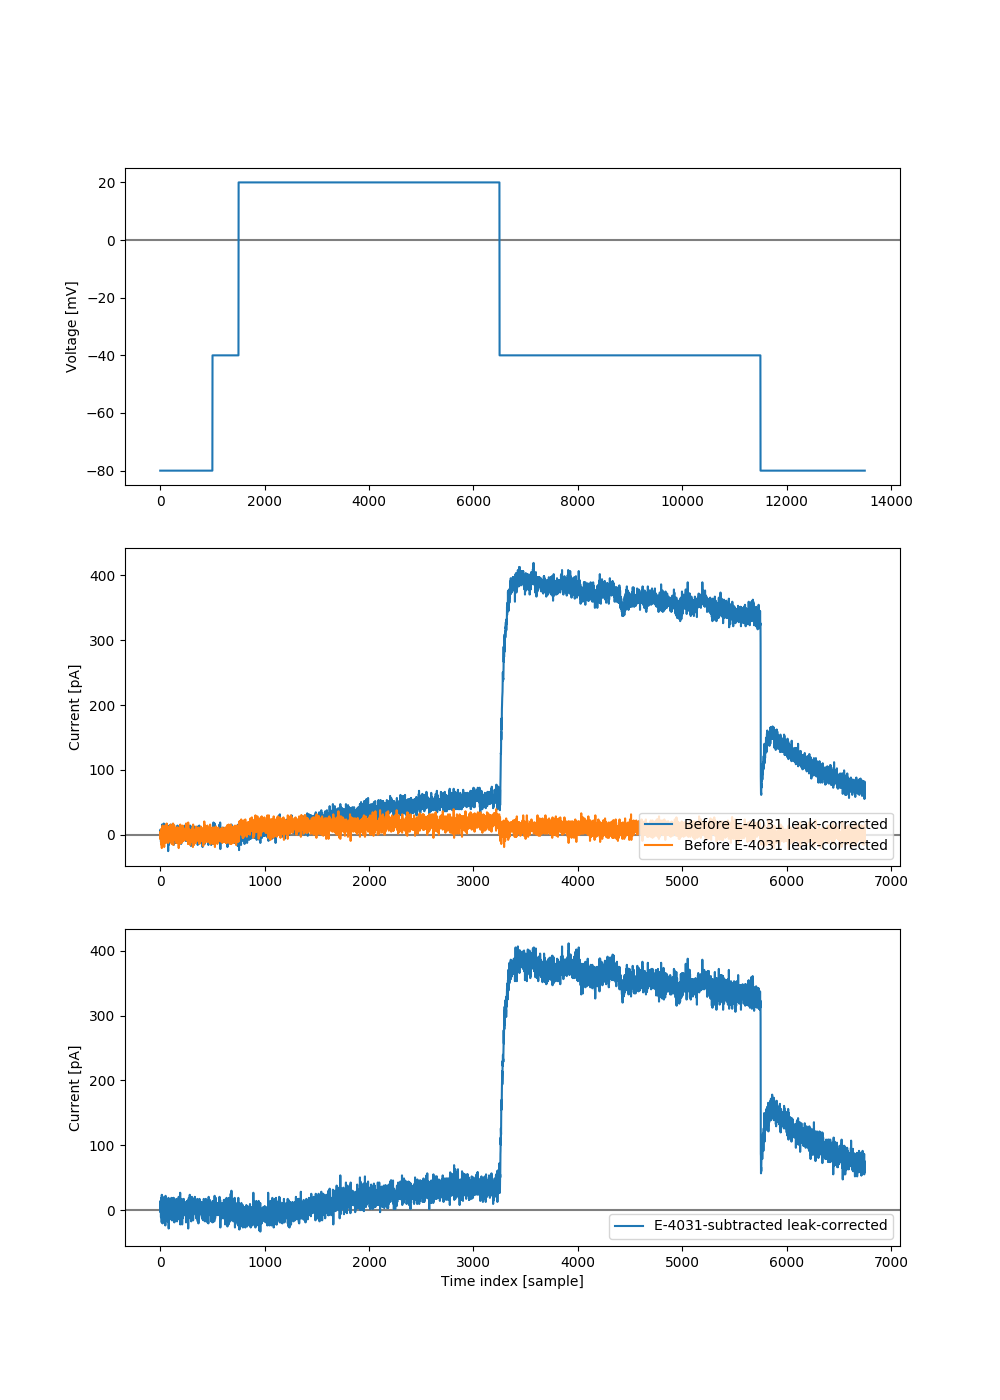 20
0
−20
−40
−60
−80
Voltage [mV]
0 2000 4000 6000 8000 10000 12000 14000
400
300
200
100
0
Current [pA]
Before E-4031 leak-corrected
Before E-4031 leak-corrected
0 1000 2000 3000 4000 5000 6000 7000
400
300
200
100
0
Current [pA]
E-4031-subtracted leak-corrected
0 1000 2000 3000 4000 5000 6000 7000
Time index [sample]